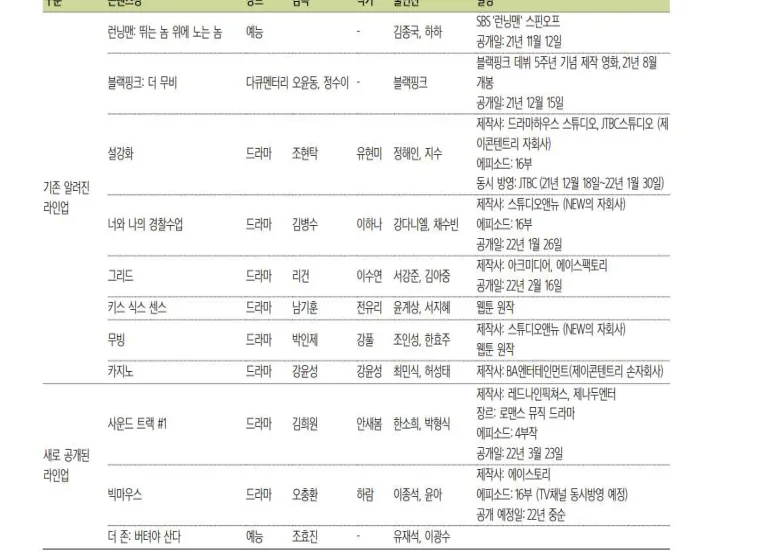 구분 콘텐츠명 장르 감독 작가 출연진 설명
런닝맨: 뛰는 놈 위에 노는 놈 예능 - 김종국, 하하 SBS '런닝맨' 스핀오프
공개일: 21년 11월 12일
블랙핑크: 더 무비 다큐멘터리 오윤동, 정수이 - 블랙핑크 블랙핑크 데뷔 5주년 기념 제작 영화, 21년 8월
개봉
공개일: 21년 12월 15일
설강화 드라마 조현탁 유현미 정해인, 지수 제작사: 드라마하우스 스튜디오, JTBC스튜디오 (제
이콘텐트리 자회사)
에피소드: 16부
동시 방영: JTBC (21년 12월 18일~22년 1월 30일)
기존 알려진
라인업
너와 나의 경찰수업 드라마 김병수 이하나 강다니엘, 채수빈 제작사: 스튜디오앤뉴 (NEW의 자회사)
에피소드: 16부
공개일: 22년 1월 26일
그리드 드라마 리건 이수연 서강준, 김아중 제작사: 아크미디어, 에이스팩토리
공개일: 22년 2월 16일
키스 식스 센스 드라마 남기훈 전유리 윤계상, 서지혜 웹툰 원작
무빙 드라마 박인제 강풀 조인성, 한효주 제작사: 스튜디오앤뉴 (NEW의 자회사)
웹툰 원작
카지노 드라마 강윤성 강윤성 최민식, 허성태 제작사: BA엔터테인먼트(제이콘텐트리 손자회사)
사운드 트랙 #1 드라마 김희원 안새봄 한소희, 박형식 제작사: 레드나인픽쳐스, 제나두엔터
장르: 로맨스 뮤직 드라마
에피소드: 4부작
공개일: 22년 3월 23일
새로 공개된
라인업
빅마우스 드라마 오충환 하람 이종석, 윤아 제작사: 에이스토리
에피소드: 16부 (TV채널 동시방영 예정)
공개 예정일: 22년 중순
더 존: 버텨야 산다 예능 조효진 - 유재석, 이광수